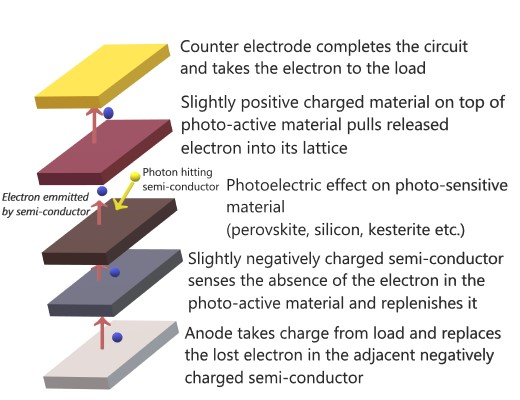 Counter electrode completes the circuit
and takes the electron to the load
Slightly positive charged material on top of
photo-active material pulls released
electron into its lattice
Photon hitting
semi-conductor
Electron emmitted
by semi-conductor
Photoelectric effect on photo-sensitive
material
(perovskite, silicon, kesterite etc.)
Slightly negatively charged semi-conductor
senses the absence of the electron in the
photo-active material and replenishes it
Anode takes charge from load and replaces
the lost electron in the adjacent negatively
charged semi-conductor